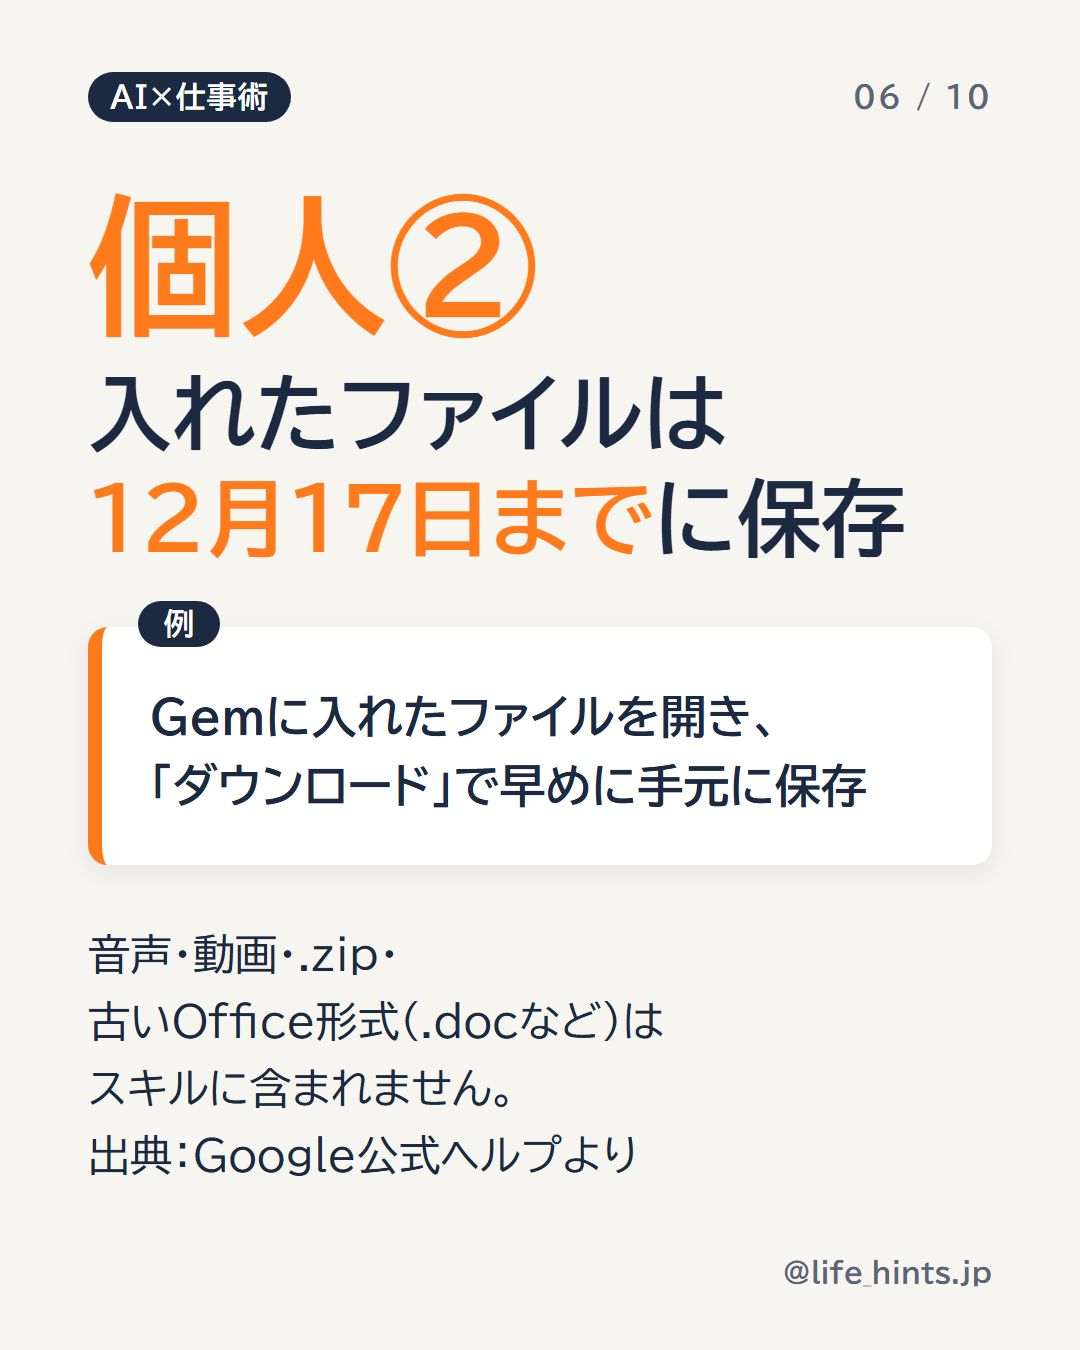 AI×仕事術
06 / 10
個人②
入れたファイルは
12月17日までに保存
例
Gemに入れたファイルを開き、
「ダウンロード」で早めに手元に保存
音声・動画・.zip・
古いOffice形式(.docなど)は
スキルに含まれません。
出典：Google公式ヘルプより
@life_hints.jp